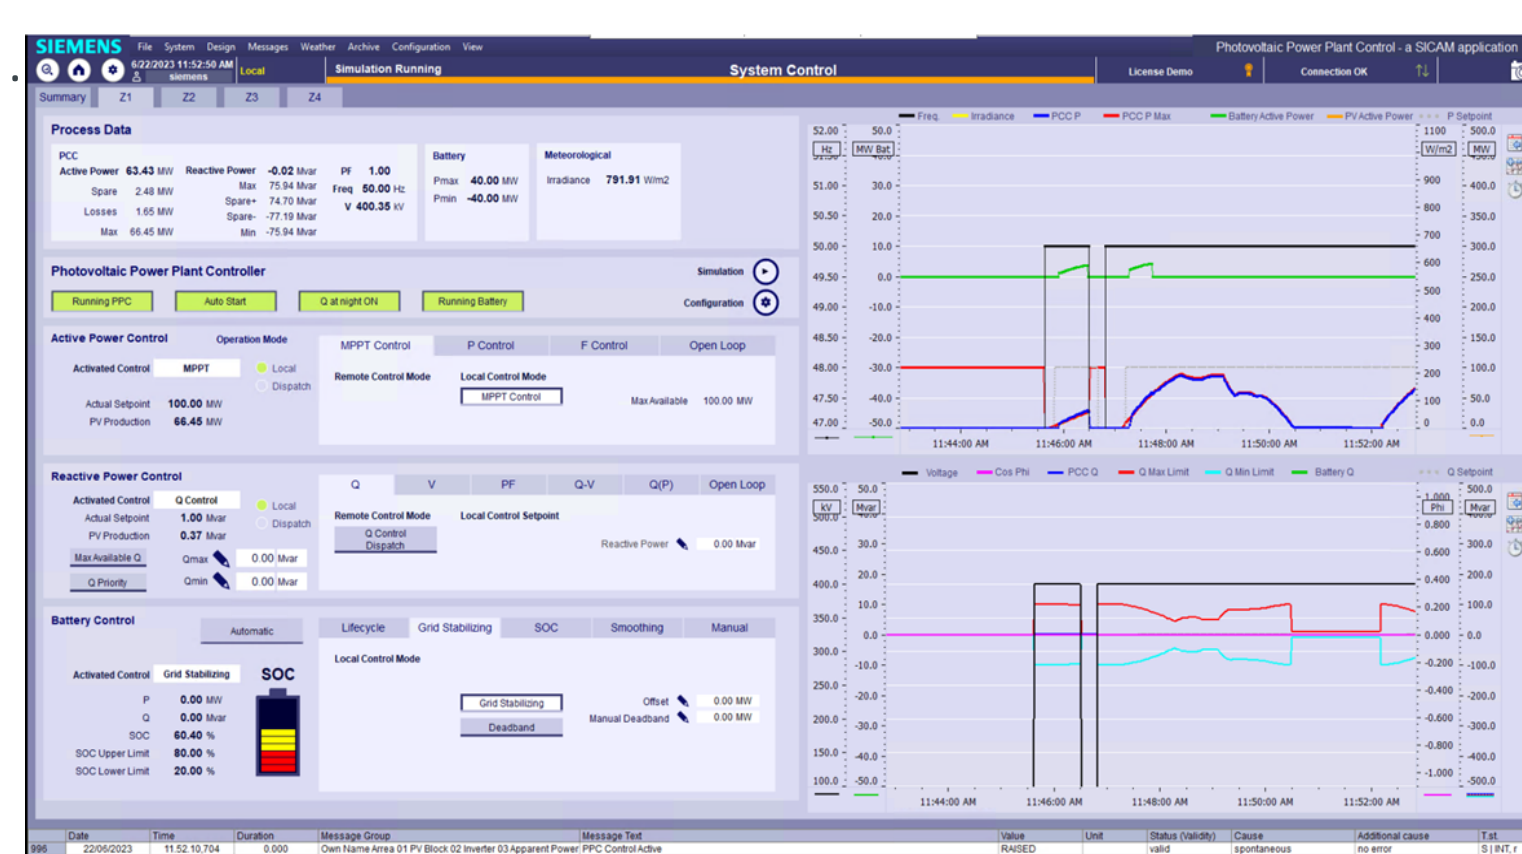 SIEMENS File System Design Messages Weather Archive Configuration View Photovoltaic Power Plant Control - a SICAM application
6/22/2023 11:52:50 AM siemens Local Simulation Running System Control License Demo Connection OK
Summary Z1 Z2 Z3 Z4
Process Data
PCC
Active Power 63.43 MW Reactive Power -0.02 Mvar PF 1.00
Spare 2.48 MW Max 75.94 Mvar Freq 50.00 Hz
Losses 1.65 MW Spare+ 74.70 Mvar V 400.35 kV
Spare- -77.19 Mvar
Max 66.45 MW Min -75.94 Mvar
Battery
Pmax 40.00 MW
Pmin -40.00 MW
Meteorological
Irradiance 791.91 W/m2
Photovoltaic Power Plant Controller Simulation
Running PPC Auto Start Q at night ON Running Battery Configuration
Active Power Control Operation Mode
Activated Control MPPT Local
Dispatch
Actual Setpoint 100.00 MW
PV Production 66.45 MW
MPPT Control P Control F Control Open Loop
Remote Control Mode Local Control Mode
MPPT Control Max Available 100.00 MW
Reactive Power Control
Activated Control Q Control Local
Actual Setpoint 1.00 Mvar Dispatch
PV Production 0.37 Mvar
Max Available Q Qmax 0.00 Mvar
Q Priority Qmin 0.00 Mvar
Q V PF Q-V Q(P) Open Loop
Remote Control Mode Local Control Setpoint
Q Control
Dispatch
Reactive Power 0.00 Mvar
Battery Control
Automatic
Activated Control Grid Stabilizing SOC
P 0.00 MW
Q 0.00 Mvar
SOC 60.40 %
SOC Upper Limit 80.00 %
SOC Lower Limit 20.00 %
Lifecycle Grid Stabilizing SOC Smoothing Manual
Local Control Mode
Grid Stabilizing Offset 0.00 MW
Deadband Manual Deadband 0.00 MW
Freq. Irradiance PCC P PCC P Max Battery Active Power PV Active Power P Setpoint
52.00 50.0 1100 500.0
Hz MW Bat W/m2 MW
51.00 30.0 900 400.0
50.50 20.0 800 350.0
50.00 10.0 700 300.0
49.50 0.0 600 250.0
49.00 -10.0 500 200.0
48.50 -20.0 400 150.0
48.00 -30.0 300 100.0
47.50 -40.0 200 50.0
47.00 -50.0 100 0.0
0
11:44:00 AM 11:46:00 AM 11:48:00 AM 11:50:00 AM 11:52:00 AM
Voltage Cos Phi PCC Q Q Max Limit Q Min Limit Battery Q Q Setpoint
550.0 50.0 1.000 500.0
kV Mvar Phi Mvar
500.0 0.800
450.0 30.0 0.600 300.0
400.0 20.0 0.400 200.0
350.0 10.0 0.200 100.0
0.0 0.000 0.0
300.0 -10.0 -0.200 -100.0
250.0 -20.0 -0.400 -200.0
200.0 -30.0 -0.600 -300.0
150.0 -40.0 -0.800 -400.0
100.0 -50.0 -1.000 -500.0
11:44:00 AM 11:46:00 AM 11:48:00 AM 11:50:00 AM 11:52:00 AM
Date Time Duration Message Group Message Text Value Unit Status (Validity) Cause Additional cause T.st.
996 22/06/2023 11.52.10,704 0.000 Own Name Arrea 01 PV Block 02 Inverter 03 Apparent Power PPC Control Active RAISED valid spontaneous no error S | INT, r